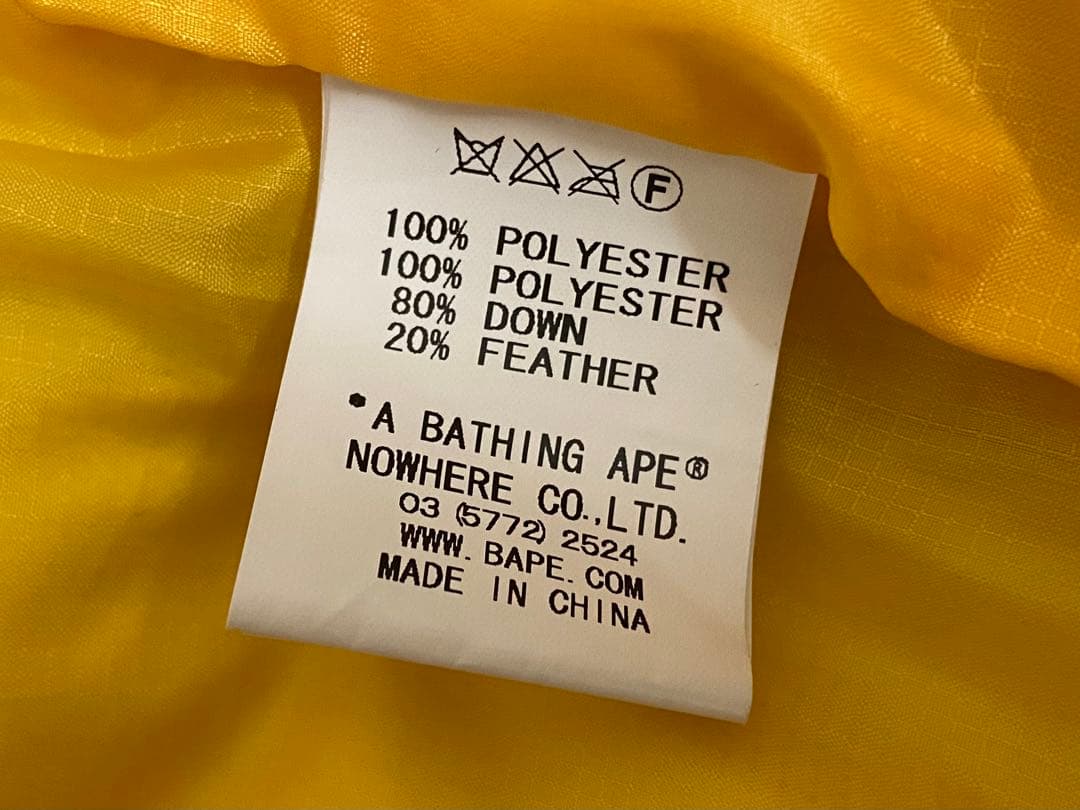 F
100% POLYESTER
100% POLYESTER
80% DOWN
20% FEATHER
•A BATHING APE®
NOWHERE CO.,LTD.
03 (5772) 2524
WWW. BAPE. COM
MADE IN CHINA